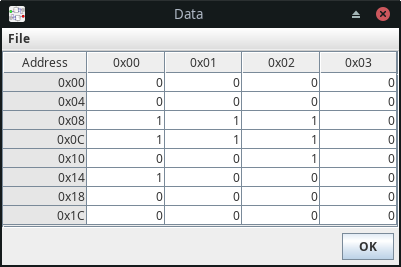 Data
File
Address 0x00 0x01 0x02 0x03
0x00 0 0 0 0
0x04 0 0 0 0
0x08 1 1 1 0
0x0C 1 1 1 0
0x10 0 0 1 0
0x14 1 0 0 0
0x18 0 0 0 0
0x1C 0 0 0 0
OK